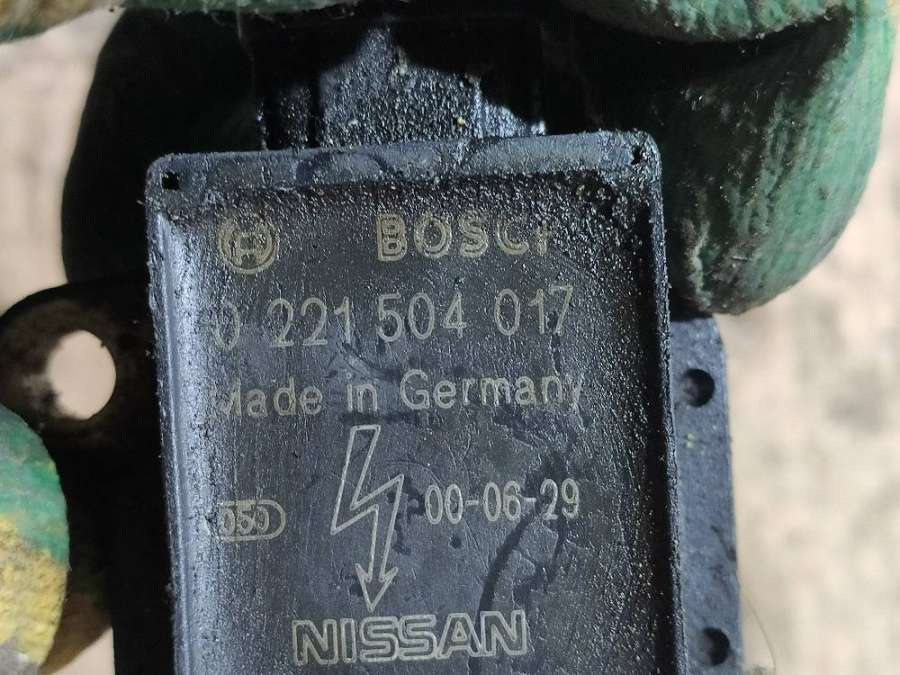 BOSCH
0 221 504 017
Made in Germany
050
00-06-29
NISSAN